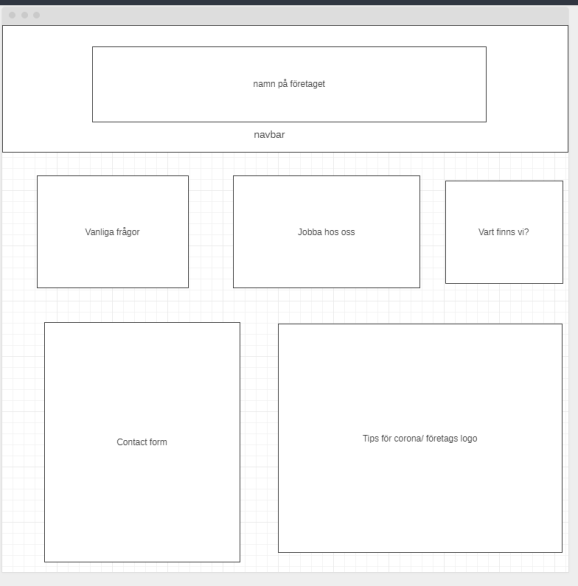 namn på företaget
navbar
Vanliga frågor
Jobba hos oss
Vart finns vi?
Contact form
Tips för corona/ företags logo